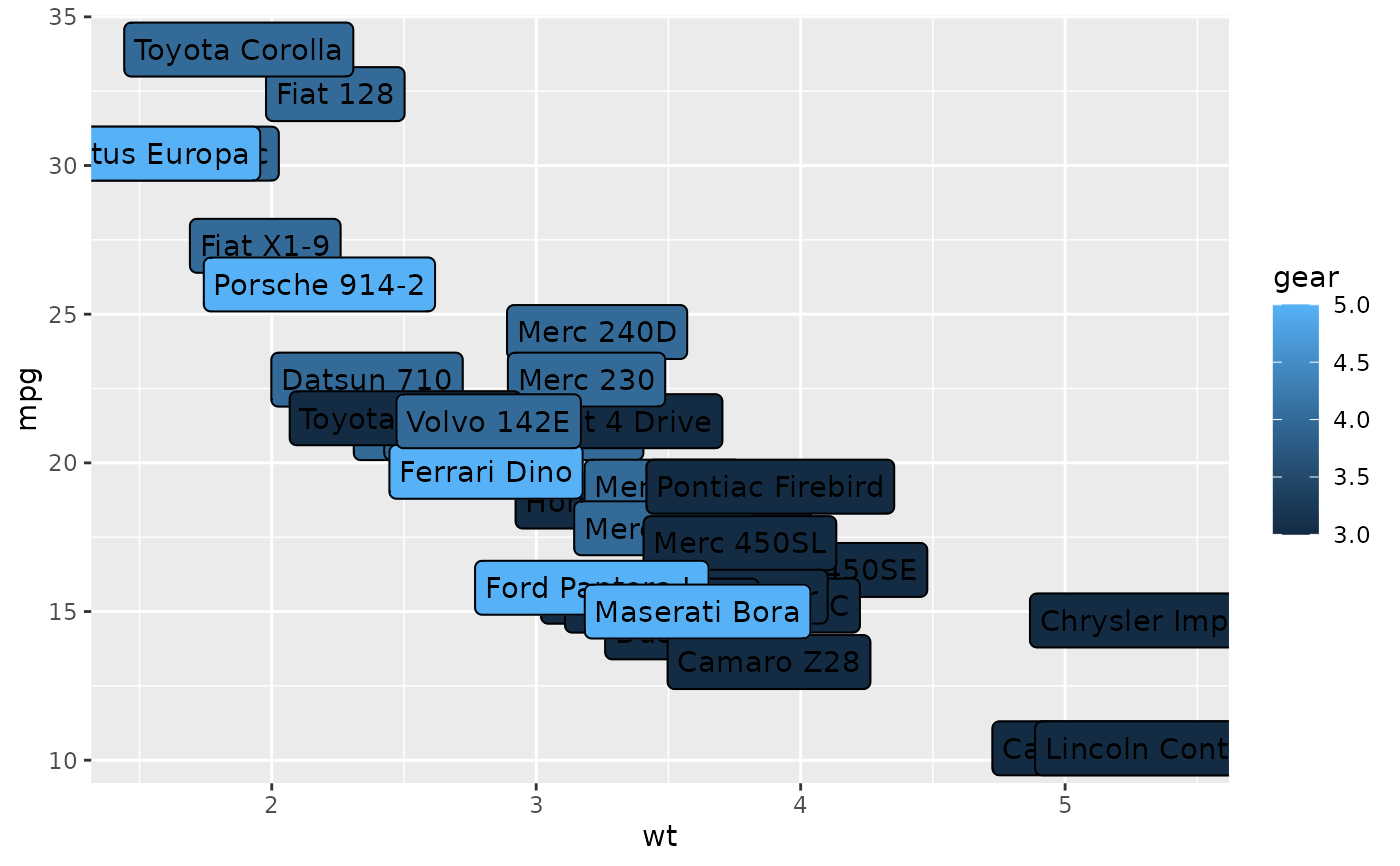 35
Toyota Corolla
Fiat 128
30
tus Europa c
Fiat X1-9
Porsche 914-2
25
Merc 240D
Datsun 710
Merc 230
Toyota
Volvo 142E
t 4 Drive
20
Ferrari Dino
Mer
Pontiac Firebird
Hor
Merc
Merc 450SL
450SE
Ford Pantera L
C
15
Maserati Bora
Chrysler Imp
Camaro Z28
10
Ca
Lincoln Cont
2
3
4
5
wt
mpg
gear
5.0
4.5
4.0
3.5
3.0